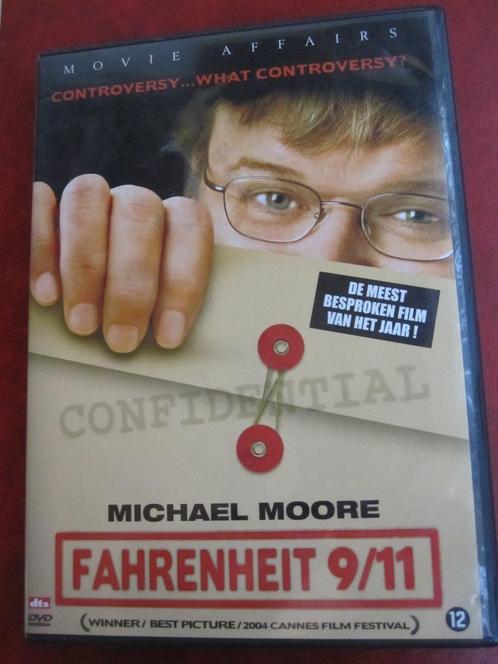 MOVIE AFFAIRS
CONTROVERSY...WHAT CONTROVERSY?
DE MEEST
BESPROKEN FILM
VAN HET JAAR !
CONFIDENTIAL
MICHAEL MOORE
FAHRENHEIT 9/11
dts
DVD
(WINNER / BEST PICTURE / 2004 CANNES FILM FESTIVAL)
12